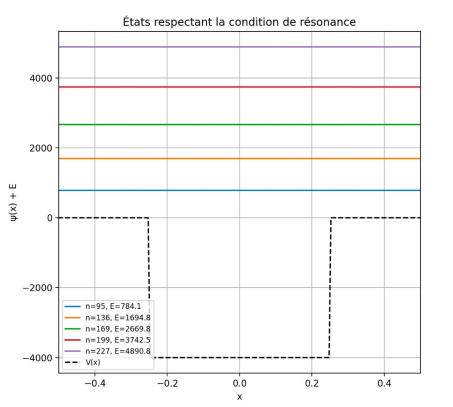 États respectant la condition de résonance
ψ(x) + E
4000
2000
0
−2000
−4000
n=95, E=784.1
n=136, E=1694.8
n=169, E=2669.8
n=199, E=3742.5
n=227, E=4890.8
V(x)
−0.4 −0.2 0.0 0.2 0.4
x